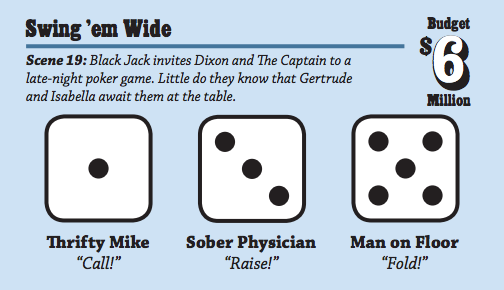 Swing ’em Wide
Budget
$6
Million
Scene 19: Black Jack invites Dixon and The Captain to a
late-night poker game. Little do they know that Gertrude
and Isabella await them at the table.
Thrifty Mike
“Call!”
Sober Physician
“Raise!”
Man on Floor
“Fold!”